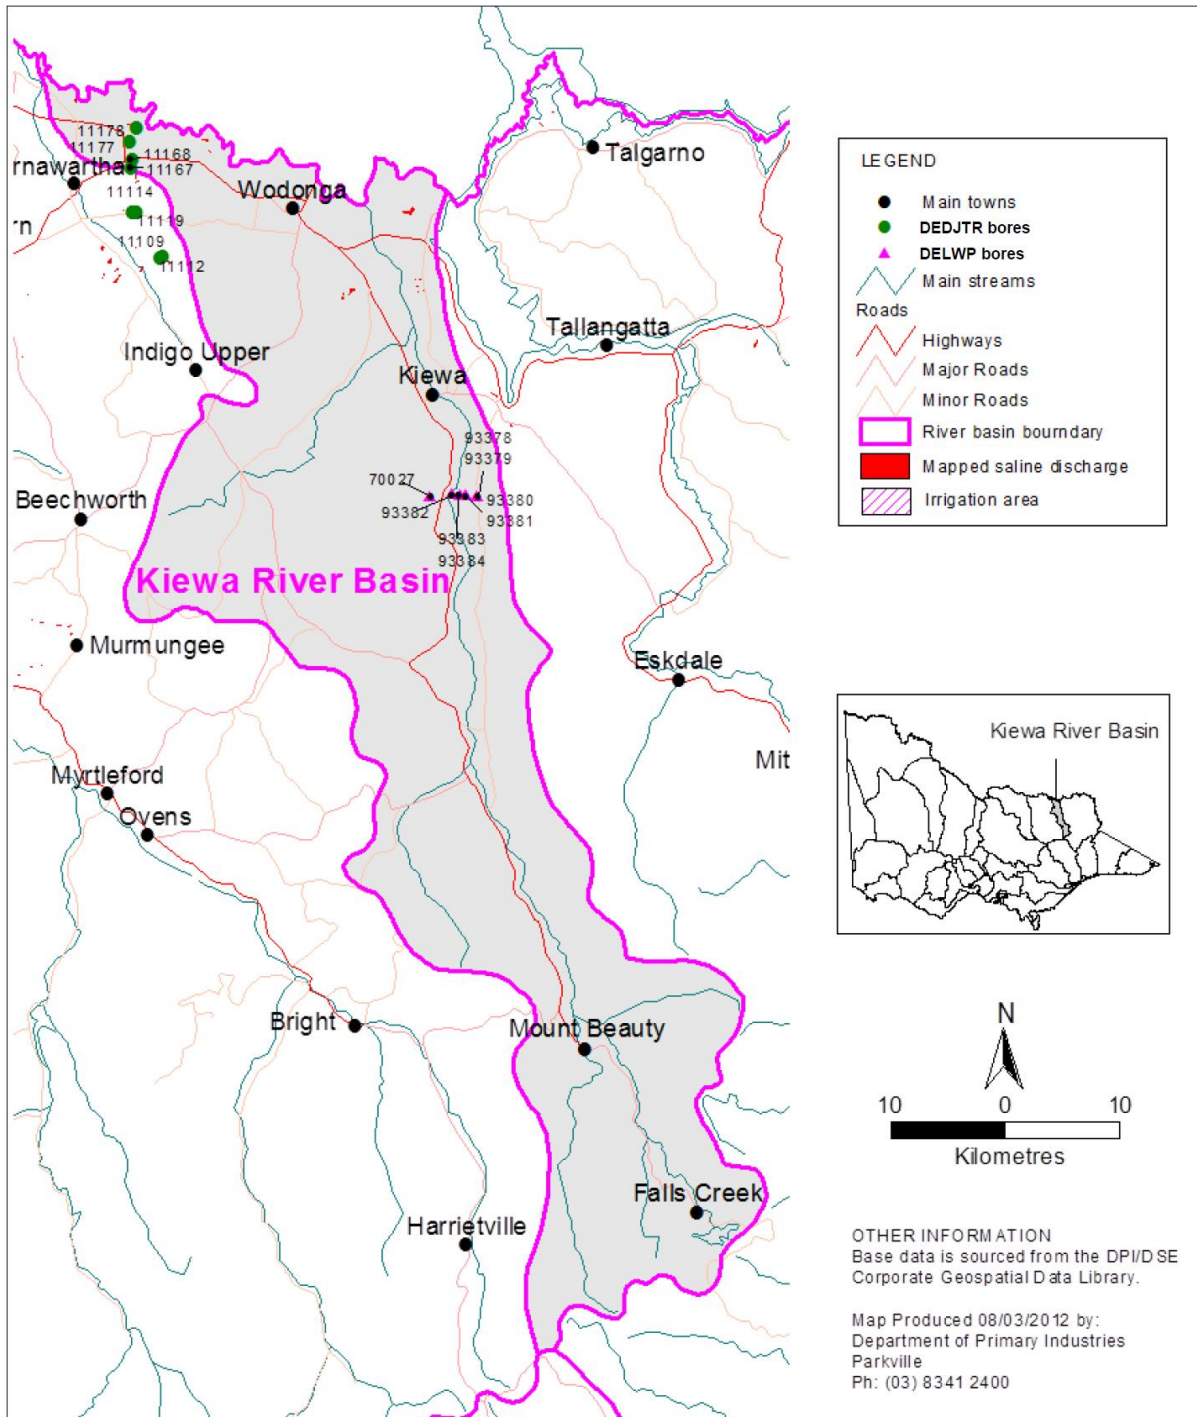 11178
11177
11168
11167
rnawartha
11114
11119
rn
11109
11112
Wodonga
Talgarno
Tallangatta
Indigo Upper
Kiewa
93378
93379
70027
93380
93382
93381
93383
93384
Beechworth
Kiewa River Basin
Murmungee
Eskdale
Mit
Myrtleford
Ovens
Bright
Mount Beauty
Falls Creek
Harrietville
LEGEND
Main towns
DEDJTR bores
DELWP bores
Main streams
Roads
Highways
Major Roads
Minor Roads
River basin bourndary
Mapped saline discharge
Irrigation area
Kiewa River Basin
N
10 0 10
Kilometres
OTHER INFORMATION
Base data is sourced from the DPI/DSE
Corporate Geospatial Data Library.
Map Produced 08/03/2012 by:
Department of Primary Industries
Parkville
Ph: (03) 8341 2400